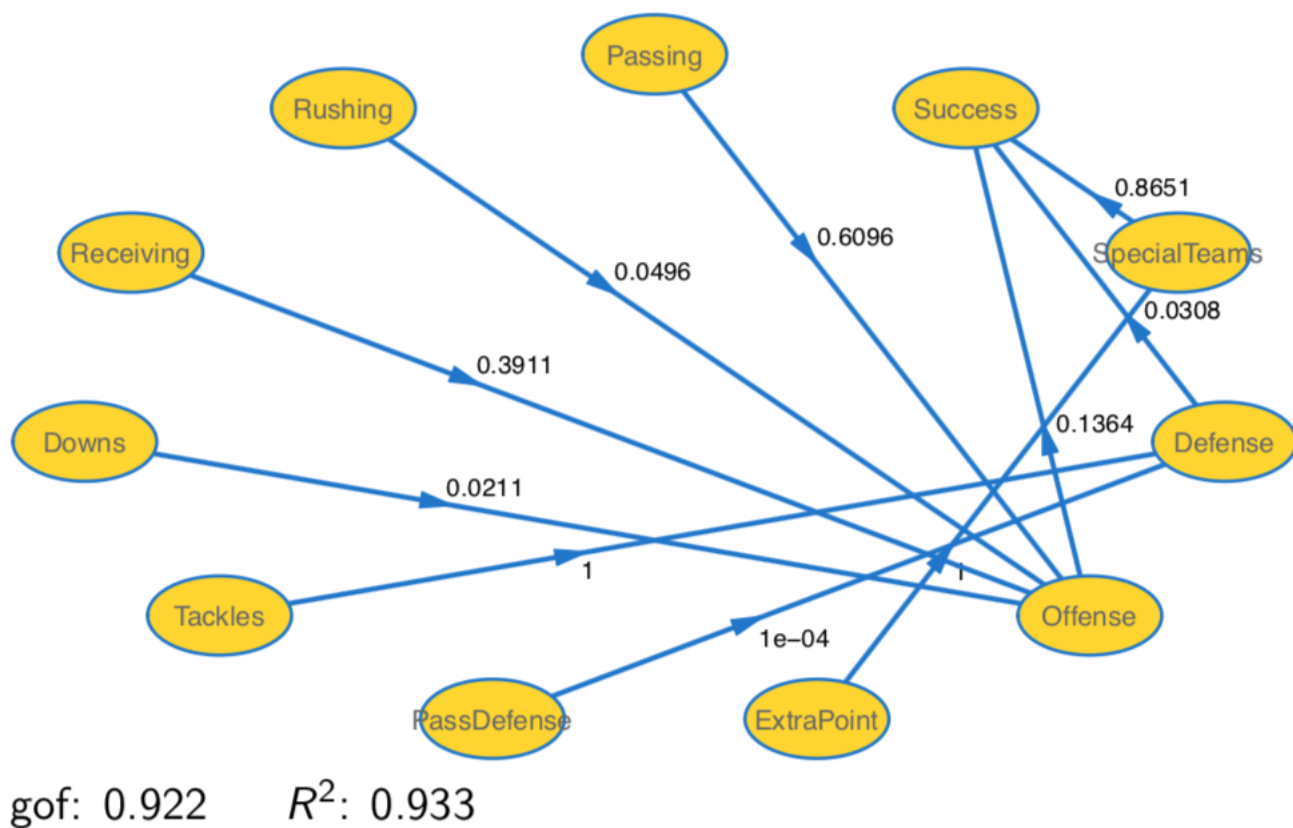 Passing
Rushing
Success
0.8651
0.6096
Receiving
SpecialTeams
0.0496
0.0308
0.3911
0.1364
Downs
Defense
0.0211
1
Tackles
Offense
1e−04
PassDefense
ExtraPoint
gof: 0.922 R²: 0.933